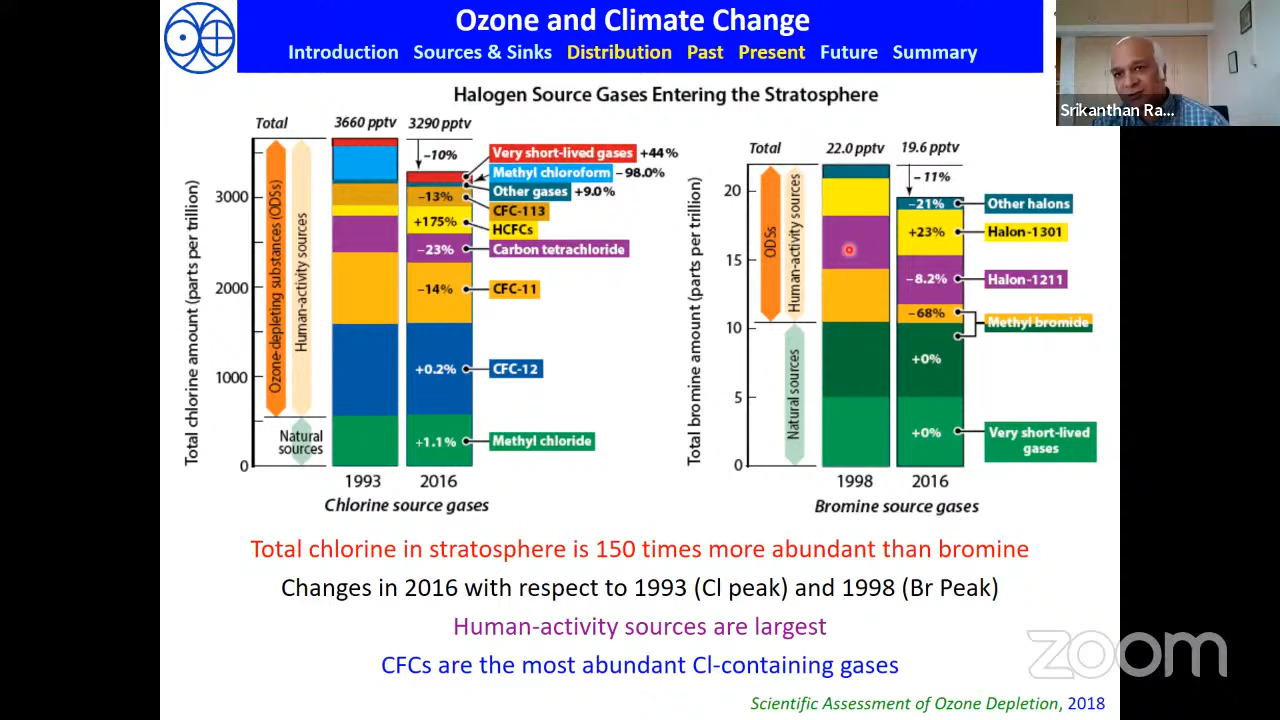 Ozone and Climate Change
Introduction Sources & Sinks Distribution Past Present Future Summary
Srikanthan Ra...
Halogen Source Gases Entering the Stratosphere
Total 3660 pptv 3290 pptv
–10%
Very short-lived gases +44%
Methyl chloroform –98.0%
Other gases +9.0%
–13% CFC-113
+175% HCFCs
–23% Carbon tetrachloride
–14% CFC-11
+0.2% CFC-12
+1.1% Methyl chloride
Total chlorine amount (parts per trillion)
3000
2000
1000
0
Ozone-depleting substances (ODSs)
Human-activity sources
Natural
sources
1993 2016
Chlorine source gases
Total 22.0 pptv 19.6 pptv
–11%
–21% Other halons
+23% Halon-1301
–8.2% Halon-1211
–68% Methyl bromide
+0%
+0% Very short-lived
gases
Total bromine amount (parts per trillion)
20
15
10
5
0
ODSs
Human-activity sources
Natural sources
1998 2016
Bromine source gases
Total chlorine in stratosphere is 150 times more abundant than bromine
Changes in 2016 with respect to 1993 (Cl peak) and 1998 (Br Peak)
Human-activity sources are largest
CFCs are the most abundant Cl-containing gases
zoom
Scientific Assessment of Ozone Depletion, 2018